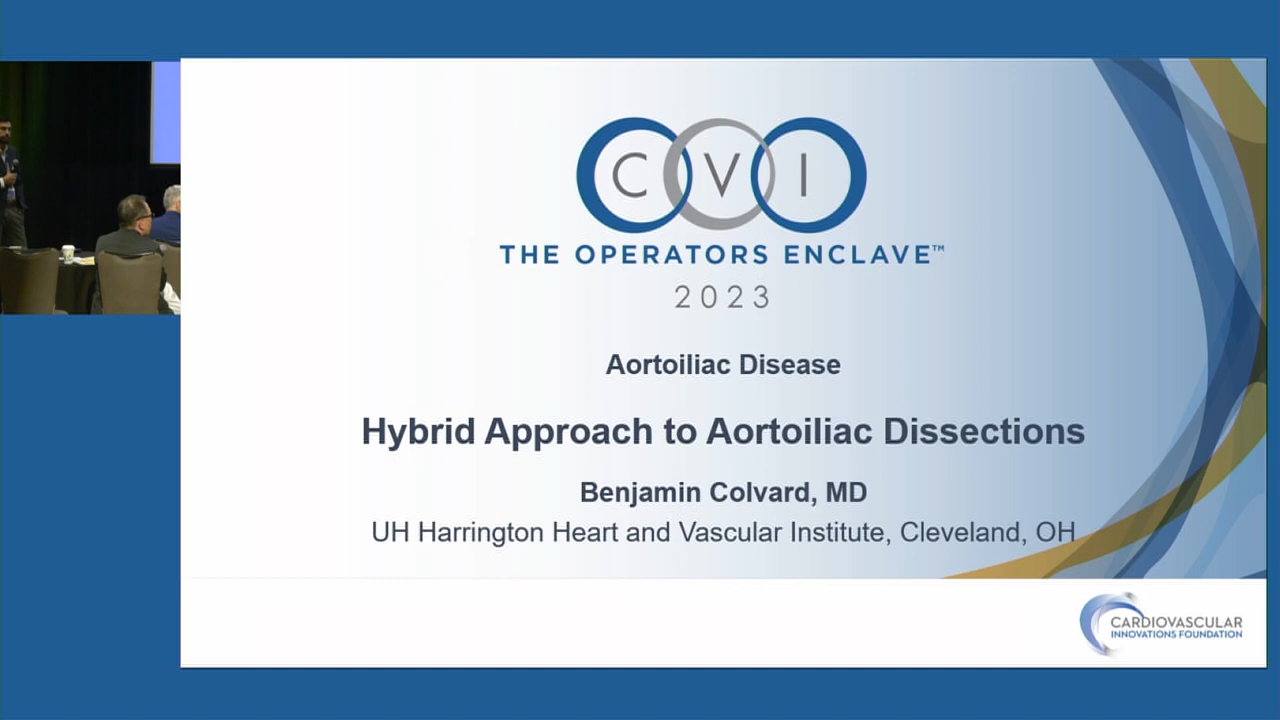 CVI
THE OPERATORS ENCLAVE™
2023
Aortoiliac Disease
Hybrid Approach to Aortoiliac Dissections
Benjamin Colvard, MD
UH Harrington Heart and Vascular Institute, Cleveland, OH
CARDIOVASCULAR
INNOVATIONS FOUNDATION